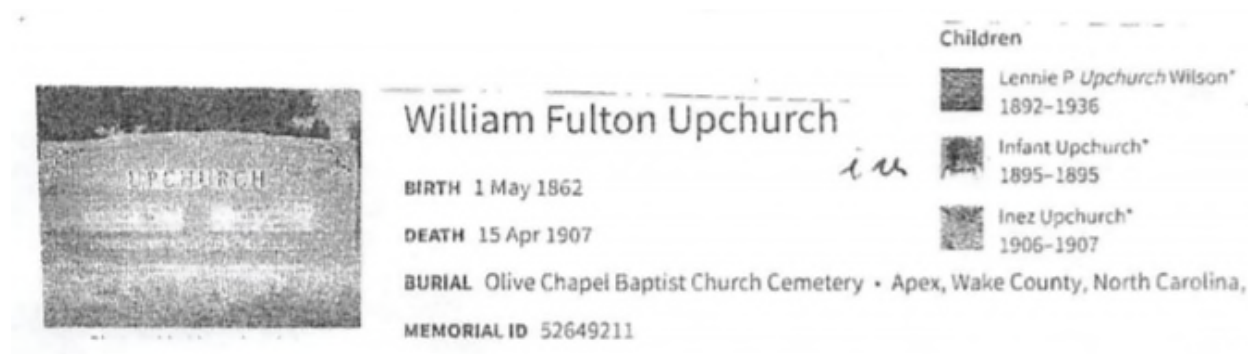 UPCHURCH
William Fulton Upchurch
BIRTH 1 May 1862
DEATH 15 Apr 1907
BURIAL Olive Chapel Baptist Church Cemetery • Apex, Wake County, North Carolina,
MEMORIAL ID 52649211
Children
Lennie P Upchurch Wilson*
1892–1936
Infant Upchurch*
1895–1895
Inez Upchurch*
1906–1907